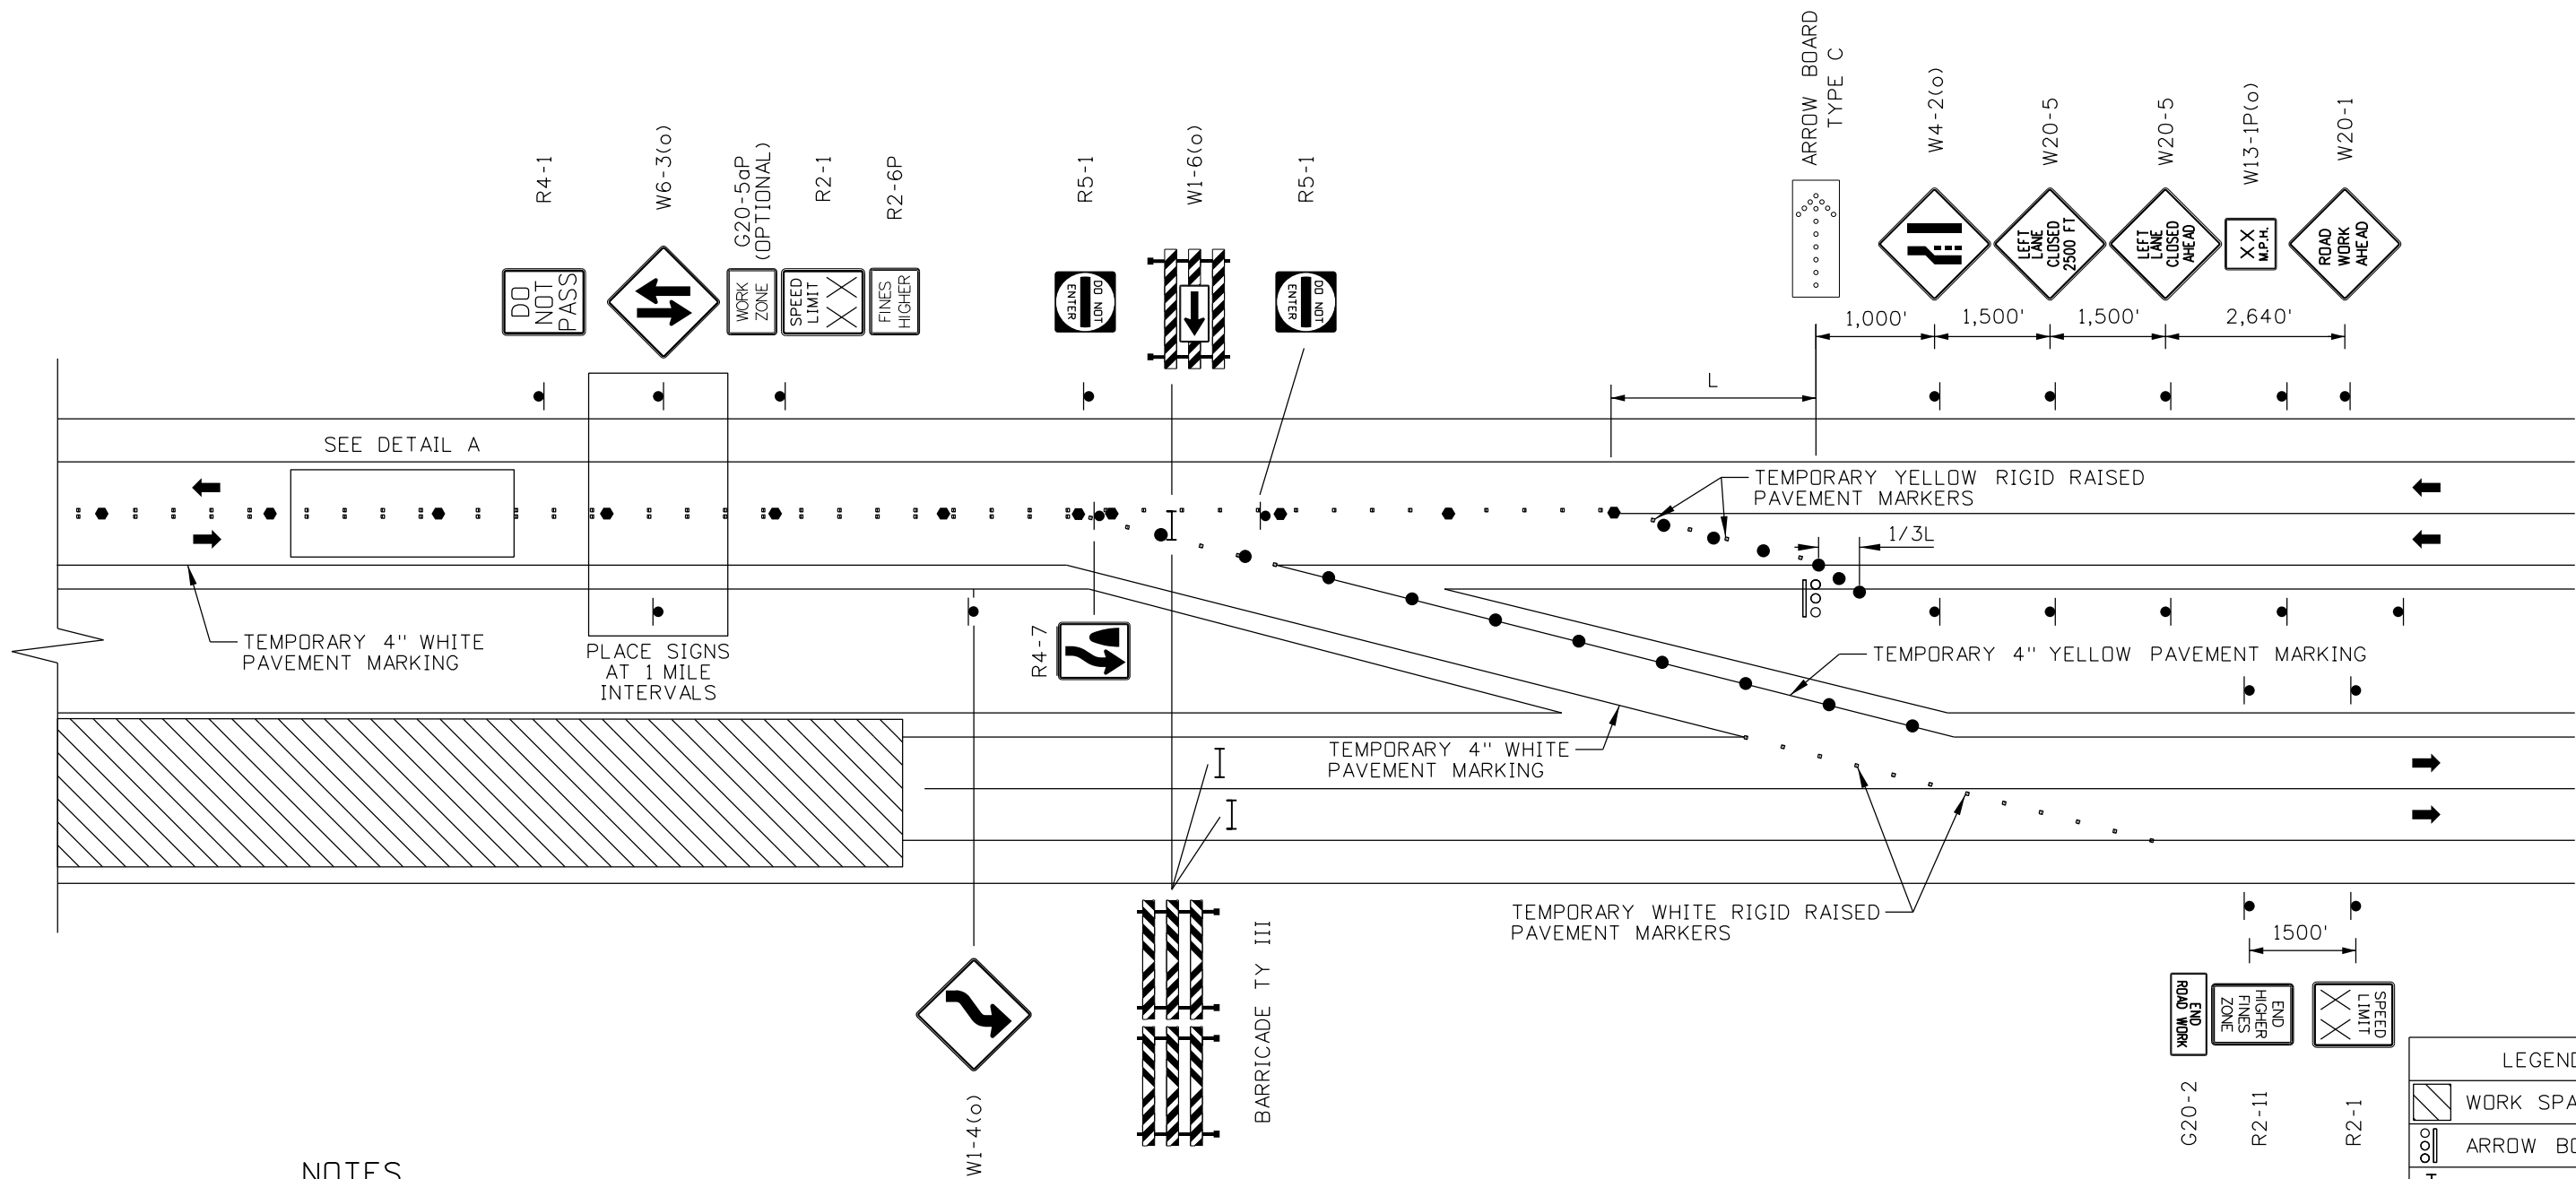 ARROW BOARD
TYPE C
W4-2(o)
W20-5
W20-5
W13-1P(o)
W20-1
R4-1
W6-3(o)
G20-5aP
(OPTIONAL)
R2-1
R2-6P
R5-1
W1-6(o)
R5-1
DO
NOT
PASS
WORK
ZONE
SPEED
LIMIT
XX
FINES
HIGHER
DO NOT
ENTER
DO NOT
ENTER
LEFT
LANE
CLOSED
2500 FT
LEFT
LANE
CLOSED
AHEAD
XX
M.P.H.
ROAD
WORK
AHEAD
1,000'
1,500'
1,500'
2,640'
L
SEE DETAIL A
TEMPORARY YELLOW RIGID RAISED
PAVEMENT MARKERS
1/3L
TEMPORARY 4" WHITE
PAVEMENT MARKING
PLACE SIGNS
AT 1 MILE
INTERVALS
R4-7
TEMPORARY 4" YELLOW PAVEMENT MARKING
TEMPORARY 4" WHITE
PAVEMENT MARKING
TEMPORARY WHITE RIGID RAISED
PAVEMENT MARKERS
1500'
W1-4(o)
BARRICADE TY III
END
ROAD WORK
END
HIGHER
FINES
ZONE
SPEED
LIMIT
XX
G20-2
R2-11
R2-1
LEGEND
WORK SPA
ARROW BO
NOTES